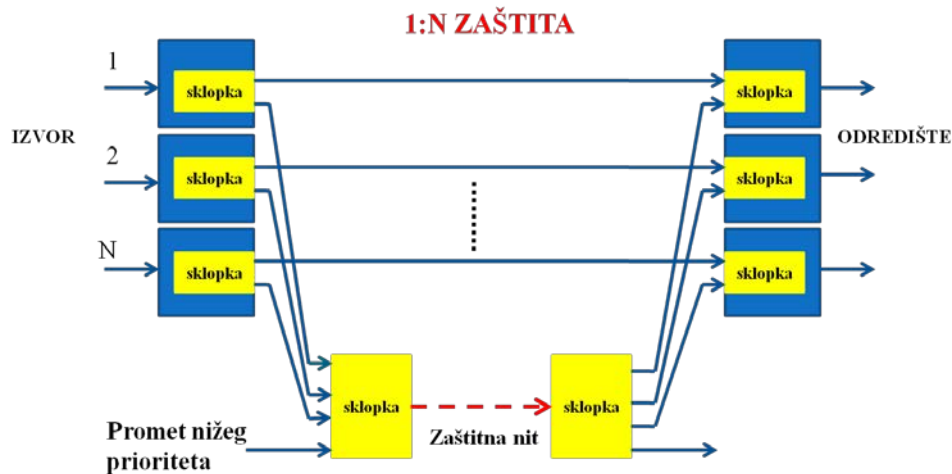 1:N ZAŠTITA
1
sklopka
sklopka
IZVOR
ODREDIŠTE
2
sklopka
sklopka
N
sklopka
sklopka
sklopka
sklopka
Zaštitna nit
Promet nižeg
prioriteta